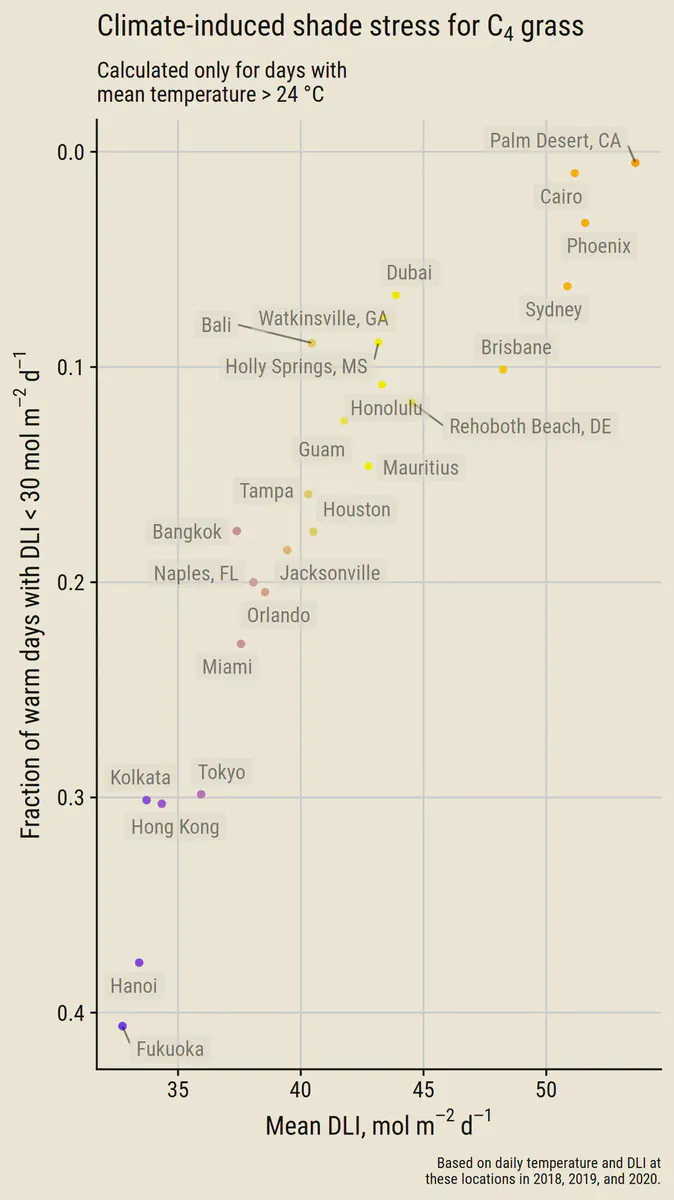 Climate-induced shade stress for C₄ grass
Calculated only for days with
mean temperature > 24 °C
Fraction of warm days with DLI < 30 mol m⁻² d⁻¹
0.0
0.1
0.2
0.3
0.4
Palm Desert, CA
Cairo
Phoenix
Dubai
Sydney
Watkinsville, GA
Bali
Brisbane
Holly Springs, MS
Honolulu
Rehoboth Beach, DE
Guam
Mauritius
Tampa
Houston
Bangkok
Naples, FL
Jacksonville
Orlando
Miami
Tokyo
Kolkata
Hong Kong
Hanoi
Fukuoka
35
40
45
50
Mean DLI, mol m⁻² d⁻¹
Based on daily temperature and DLI at
these locations in 2018, 2019, and 2020.